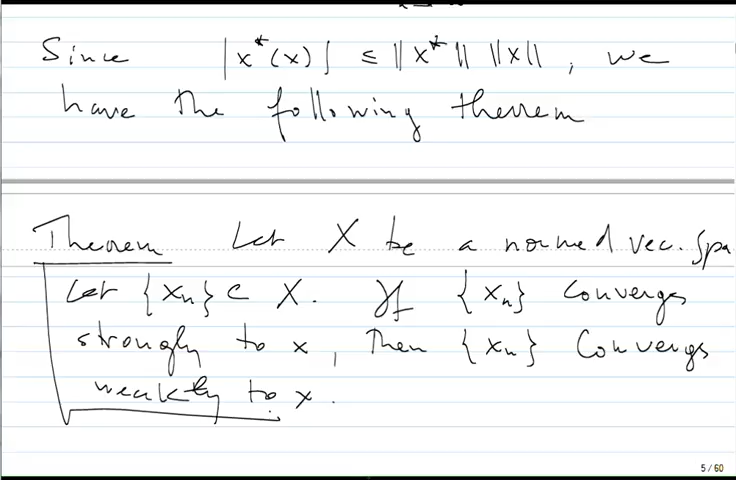 Since |x*(x)| ≤ ||x*|| ||x||, we
have the following theorem
Theorem Let X be a normed vec. spa
Let {xn} ⊂ X. If {xn} converges
strongly to x, then {xn} converges
weakly to x.
5 / 60